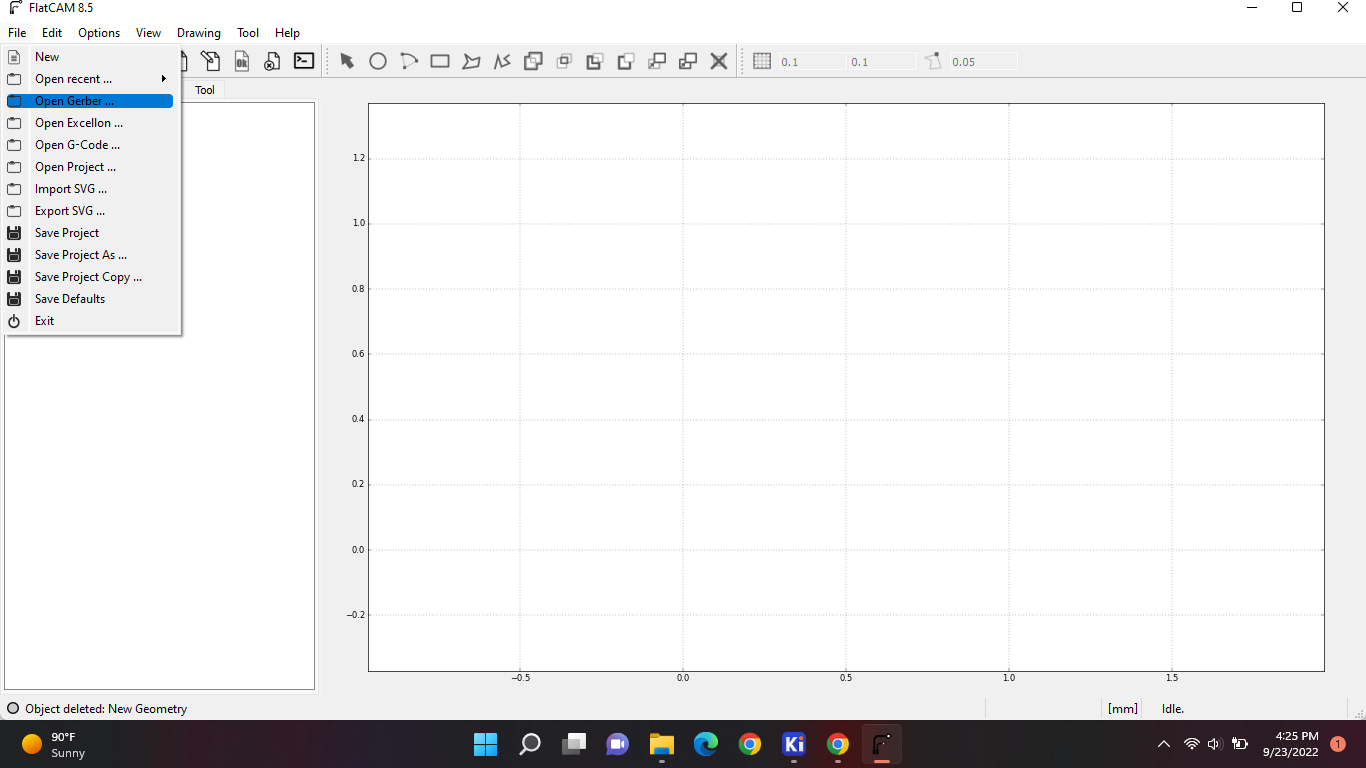 FlatCAM 8.5
File Edit Options View Drawing Tool Help
New
Open recent ...
Open Gerber ...
Open Excellon ...
Open G-Code ...
Open Project ...
Import SVG ...
Export SVG ...
Save Project
Save Project As ...
Save Project Copy ...
Save Defaults
Exit
Ok
0.1 0.1 0.05
Tool
1.2
1.0
0.8
0.6
0.4
0.2
0.0
−0.2
−0.5 0.0 0.5 1.0 1.5
Object deleted: New Geometry [mm] Idle.
90°F
Sunny
Ki
4:25 PM
9/23/2022
1